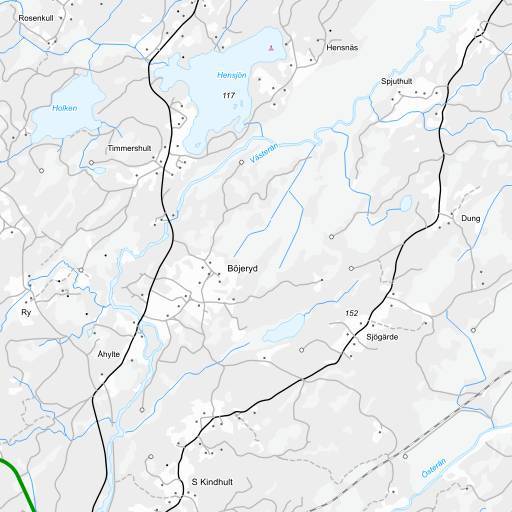 Rosenkull
Hensnäs
Hensjön
Spjuthult
117
Holken
Timmershult
Västerån
Dung
Böjeryd
Ry
152
Sjögärde
Åhylte
Österån
S Kindhult